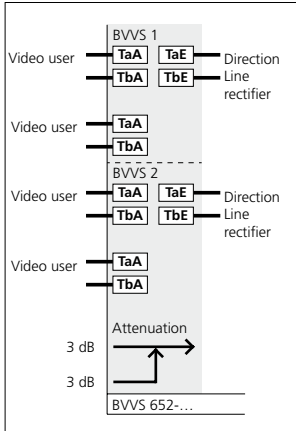 BVVS 1
Video user TaA TaE Direction
TbA TbE Line
rectifier
Video user TaA
TbA
BVVS 2
Video user TaA TaE Direction
TbA TbE Line
rectifier
Video user TaA
TbA
Attenuation
3 dB
3 dB
BVVS 652-...